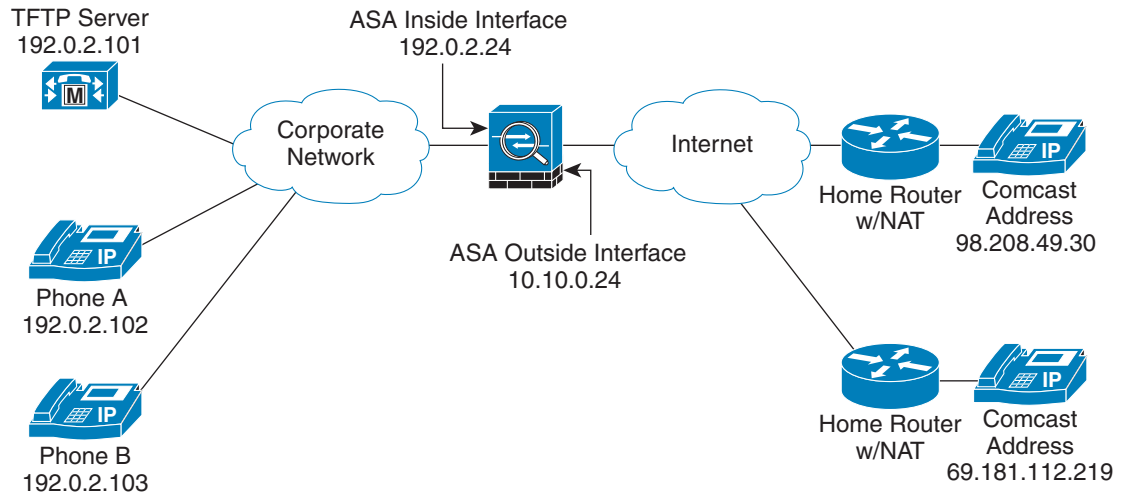 TFTP Server
192.0.2.101
M
ASA Inside Interface
192.0.2.24
Corporate
Network
Internet
IP
Home Router
w/NAT
Comcast
Address
98.208.49.30
ASA Outside Interface
10.10.0.24
IP
Phone A
192.0.2.102
IP
Phone B
192.0.2.103
IP
Home Router
w/NAT
Comcast
Address
69.181.112.219